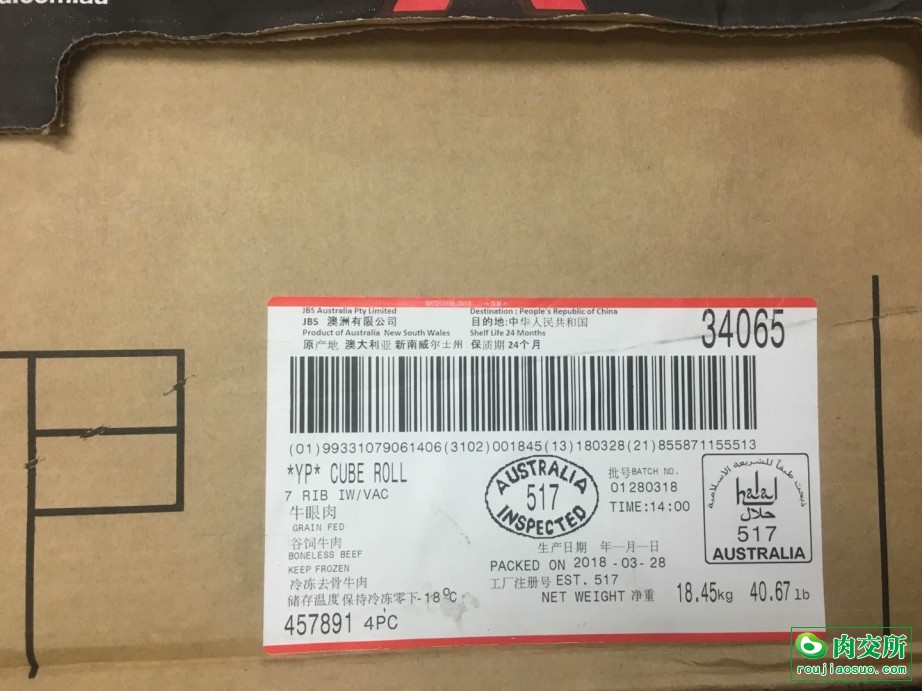 JBS Australia Pty Limited
Destination : People's Republic of China
JBS 澳洲有限公司
目的地:中华人民共和国
34065
Product of Australia New South Wales
Shelf Life 24 Months
原产地 澳大利亚 新南威尔士州
保质期 24个月
(01)99331079061406(3102)001845(13)180328(21)855871155513
*YP* CUBE ROLL
7 RIB IW/VAC
牛眼肉
GRAIN FED
谷饲牛肉
BONELESS BEEF
KEEP FROZEN
冷冻去骨牛肉
储存温度保持冷冻零下-18°C
457891 4PC
AUSTRALIA
517
INSPECTED
批号BATCH NO.
01280318
TIME:14:00
生产日期 年—月—日
PACKED ON 2018-03-28
工厂注册号 EST. 517
NET WEIGHT 净重 18.45kg 40.67lb
ذبحت طبقاً للشريعة الإسلامية
halal
حلال
517
AUSTRALIA
肉交所
roujiaosuo.com